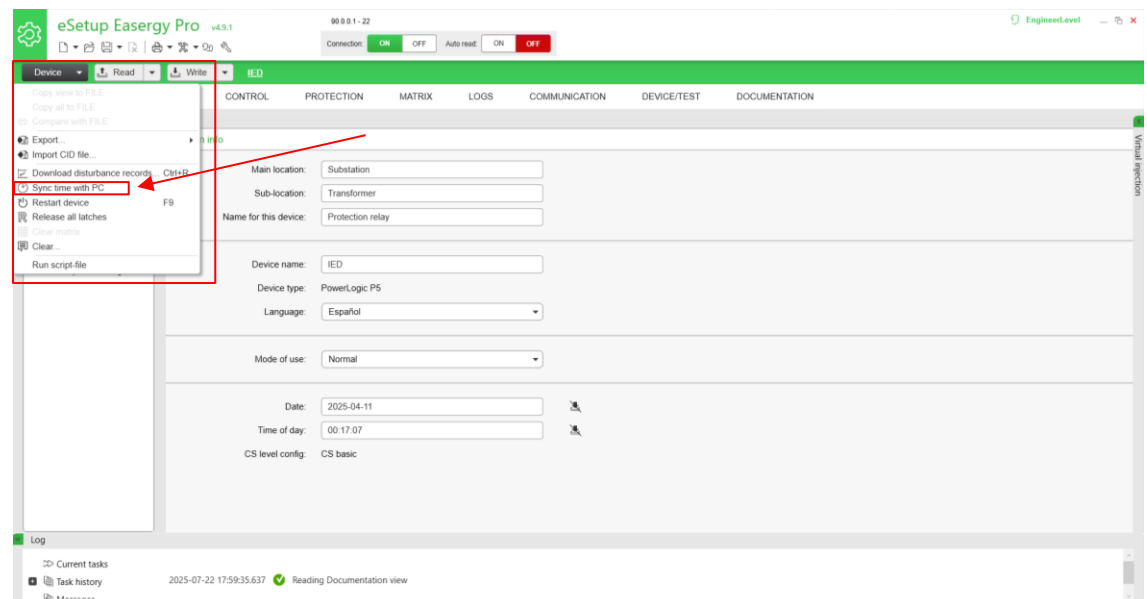 eSetup Easergy Pro v4.9.1
90.0.0.1 - 22
EngineerLevel
Connection: ON OFF Auto read: ON OFF
Device Read Write IED
CONTROL PROTECTION MATRIX LOGS COMMUNICATION DEVICE/TEST DOCUMENTATION
Copy view to FILE
Copy all to FILE
Compare with FILE
Export...
Import CID file...
Download disturbance records... Ctrl+R
Sync time with PC
Restart device F9
Release all latches
Clear matrix
Clear...
Run script-file
info
Main location: Substation
Sub-location: Transformer
Name for this device: Protection relay
Device name: IED
Device type: PowerLogic P5
Language: Español
Mode of use: Normal
Date: 2025-04-11
Time of day: 00:17:07
CS level config: CS basic
Virtual injection
Log
Current tasks
Task history
2025-07-22 17:59:35.637 Reading Documentation view